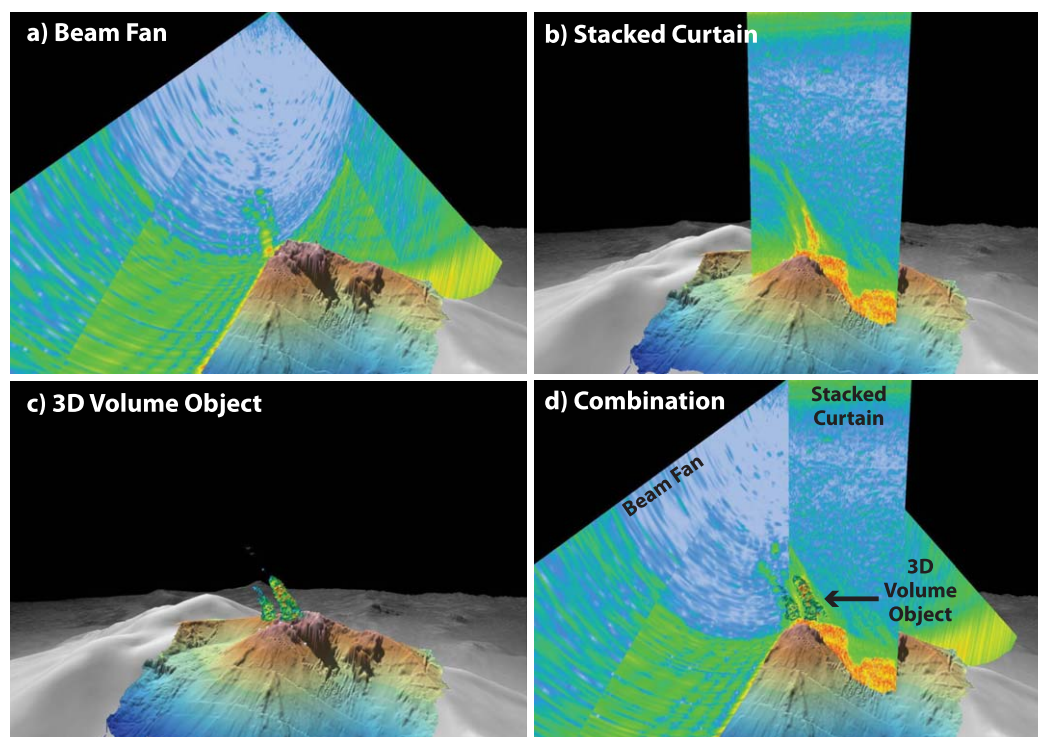 a) Beam Fan
b) Stacked Curtain
c) 3D Volume Object
d) Combination
Stacked
Curtain
Beam Fan
3D
Volume
Object